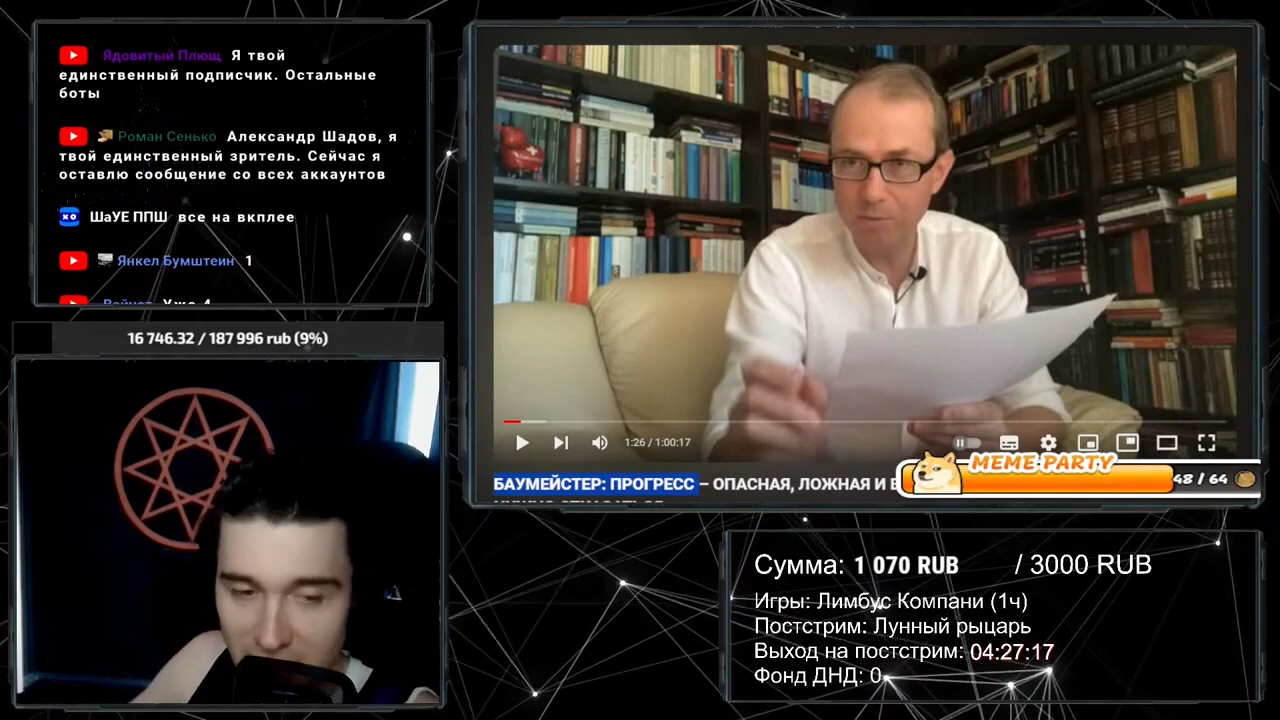 Ядовитый Плющ Я твой
единственный подписчик. Остальные
боты
Роман Сенько Александр Шадов, я
твой единственный зритель. Сейчас я
оставлю сообщение со всех аккаунтов
ШаУЕ ППШ все на вкплее
Янкел Бумштеин 1
16 746.32 / 187 996 rub (9%)
1:26 / 1:00:17
MEME PARTY
48 / 64
БАУМЕЙСТЕР: ПРОГРЕСС – ОПАСНАЯ, ЛОЖНАЯ И
Сумма: 1 070 RUB / 3000 RUB
Игры: Лимбус Компани (1ч)
Постстрим: Лунный рыцарь
Выход на постстрим: 04:27:17
Фонд ДНД: 0